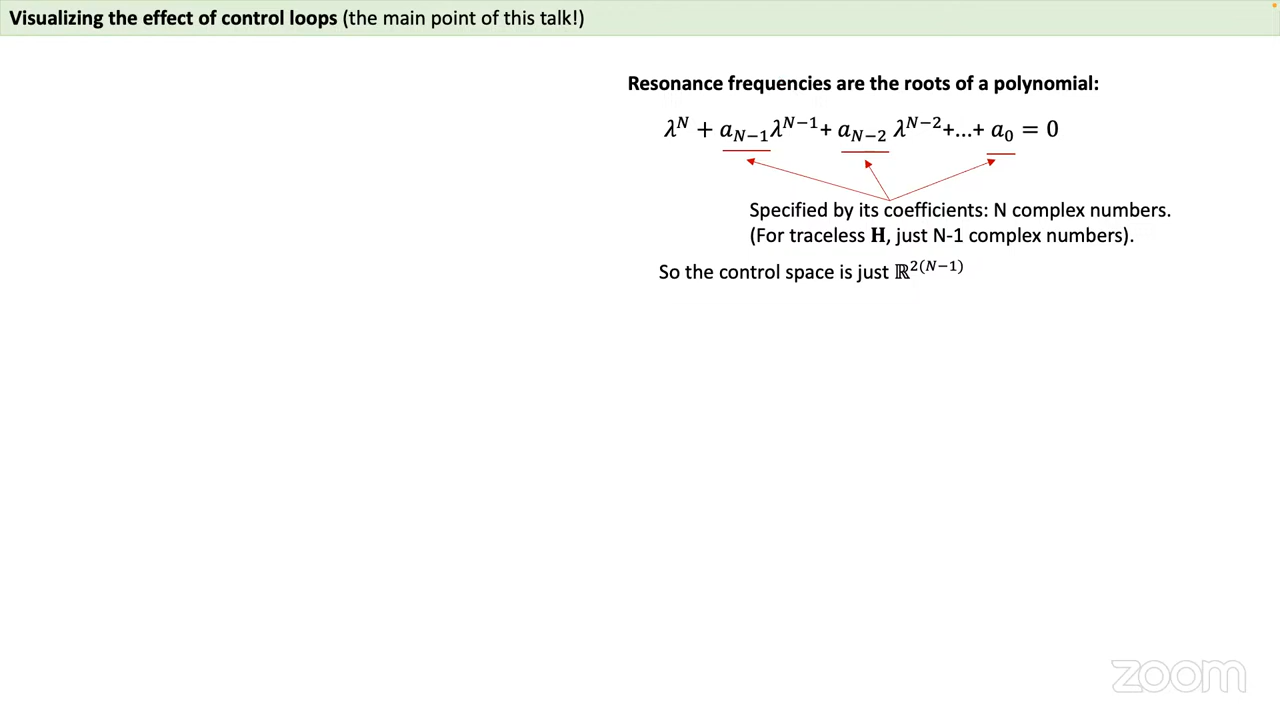 Visualizing the effect of control loops (the main point of this talk!)
Resonance frequencies are the roots of a polynomial:
𝜆^𝑁 + 𝑎_{𝑁−1}𝜆^{𝑁−1}+ 𝑎_{𝑁−2} 𝜆^{𝑁−2}+...+ 𝑎_0 = 0
Specified by its coefficients: N complex numbers.
(For traceless 𝐇, just N-1 complex numbers).
So the control space is just ℝ^{2(𝑁−1)}
zoom